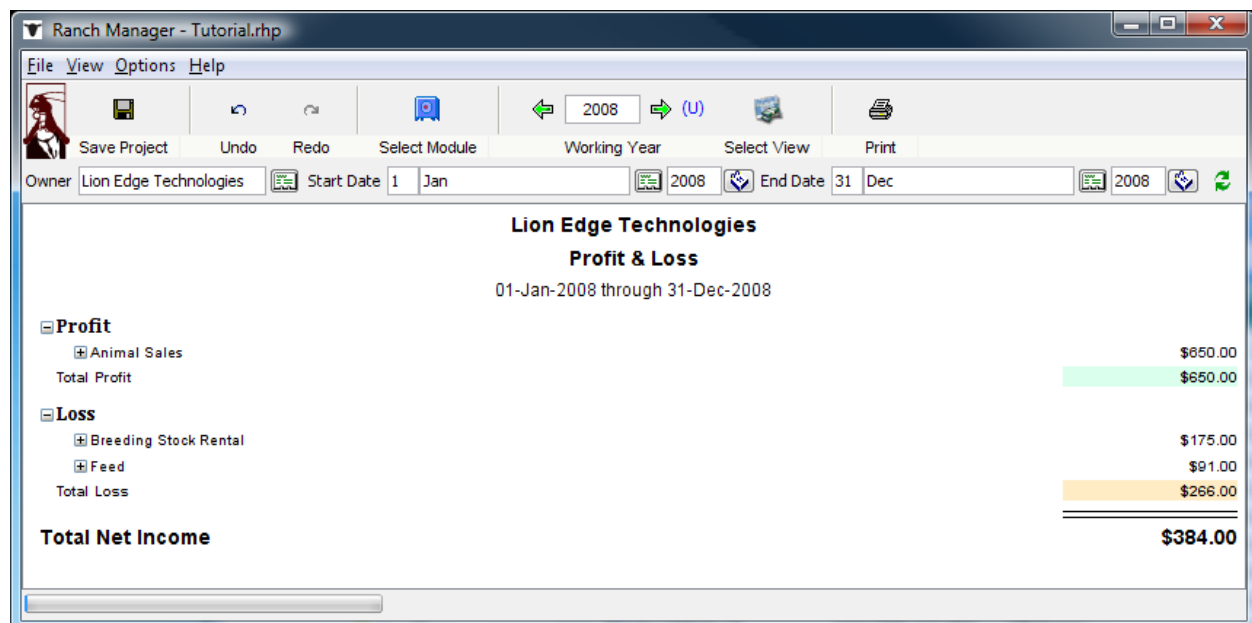 Ranch Manager - Tutorial.rhp
File View Options Help
2008 (U)
Save Project Undo Redo Select Module Working Year Select View Print
Owner Lion Edge Technologies Start Date 1 Jan 2008 End Date 31 Dec 2008
Lion Edge Technologies
Profit & Loss
01-Jan-2008 through 31-Dec-2008
Profit
Animal Sales $650.00
Total Profit $650.00
Loss
Breeding Stock Rental $175.00
Feed $91.00
Total Loss $266.00
Total Net Income $384.00